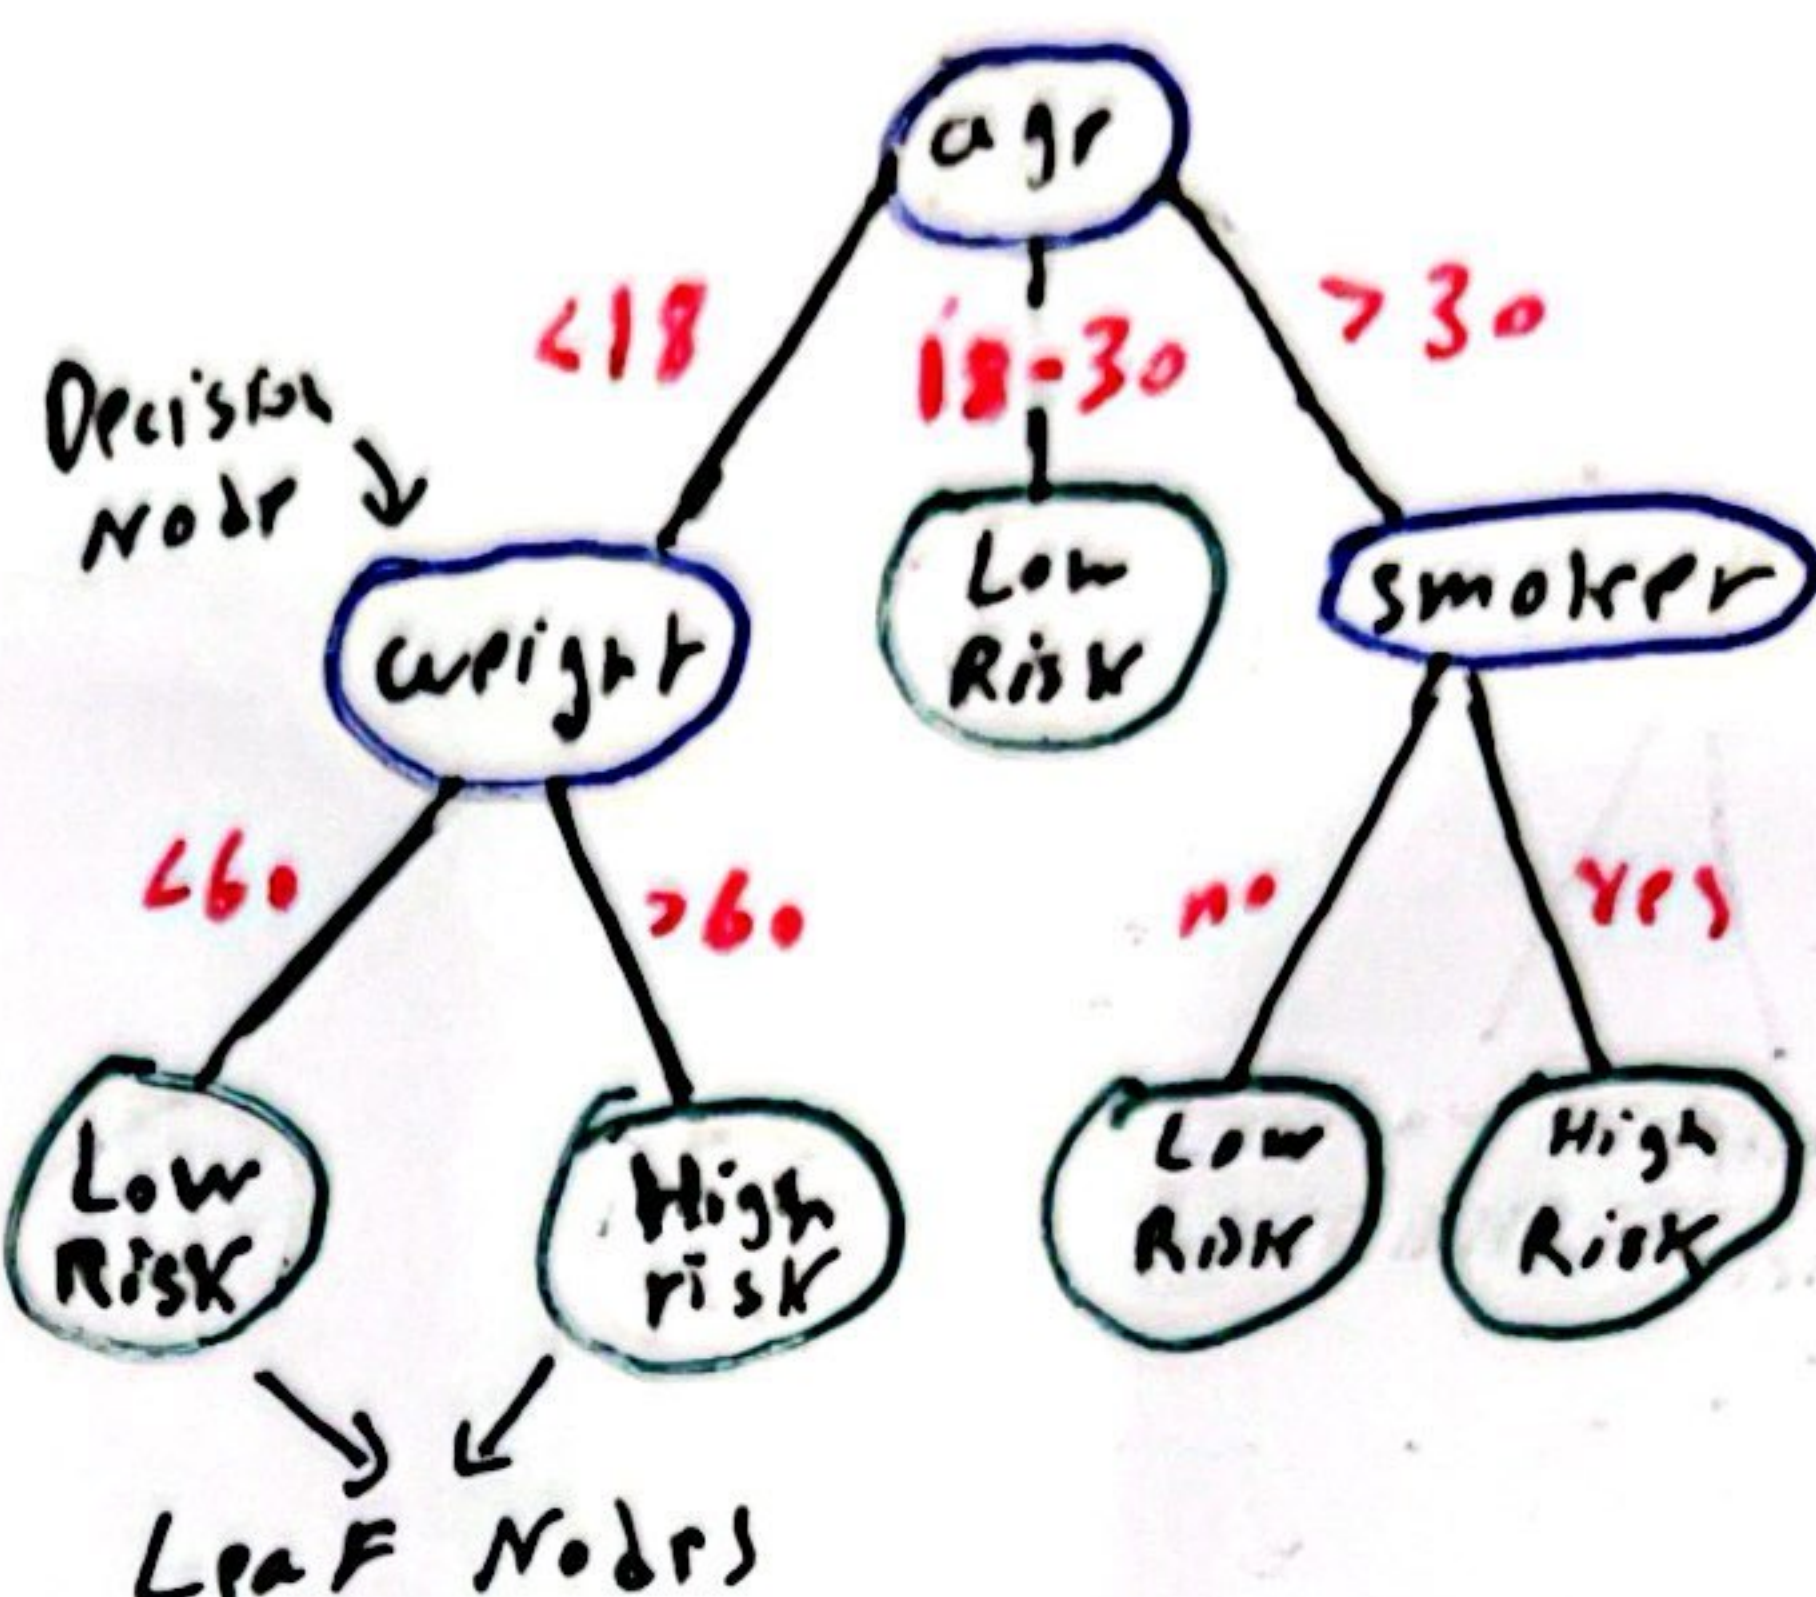 age
<18
18-30
>30
Decision
Node
weight
Low
Risk
smoker
<60
>60
no
yes
Low
Risk
High
risk
Low
Risk
High
Risk
Leaf Nodes